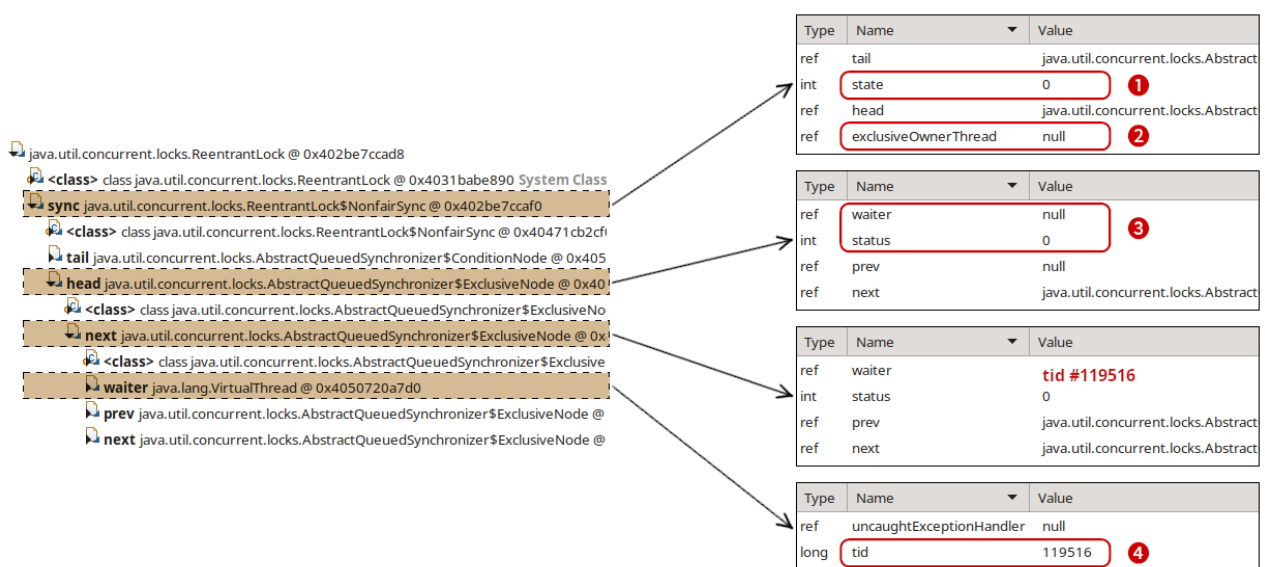 java.util.concurrent.locks.ReentrantLock @ 0x402be7ccad8
<class> class java.util.concurrent.locks.ReentrantLock @ 0x4031babe890 System Class
sync java.util.concurrent.locks.ReentrantLock$NonfairSync @ 0x402be7ccaf0
<class> class java.util.concurrent.locks.ReentrantLock$NonfairSync @ 0x40471cb2cf
tail java.util.concurrent.locks.AbstractQueuedSynchronizer$ConditionNode @ 0x405
head java.util.concurrent.locks.AbstractQueuedSynchronizer$ExclusiveNode @ 0x40
<class> class java.util.concurrent.locks.AbstractQueuedSynchronizer$ExclusiveNo
next java.util.concurrent.locks.AbstractQueuedSynchronizer$ExclusiveNode @ 0x
<class> class java.util.concurrent.locks.AbstractQueuedSynchronizer$Exclusive
waiter java.lang.VirtualThread @ 0x4050720a7d0
prev java.util.concurrent.locks.AbstractQueuedSynchronizer$ExclusiveNode @
next java.util.concurrent.locks.AbstractQueuedSynchronizer$ExclusiveNode @
Type Name Value
ref tail java.util.concurrent.locks.Abstract
int state 0 1
ref head java.util.concurrent.locks.Abstract
ref exclusiveOwnerThread null 2
Type Name Value
ref waiter null
int status 0 3
ref prev null
ref next java.util.concurrent.locks.Abstract
Type Name Value
ref waiter tid #119516
int status 0
ref prev java.util.concurrent.locks.Abstract
ref next java.util.concurrent.locks.Abstract
Type Name Value
ref uncaughtExceptionHandler null
long tid 119516 4